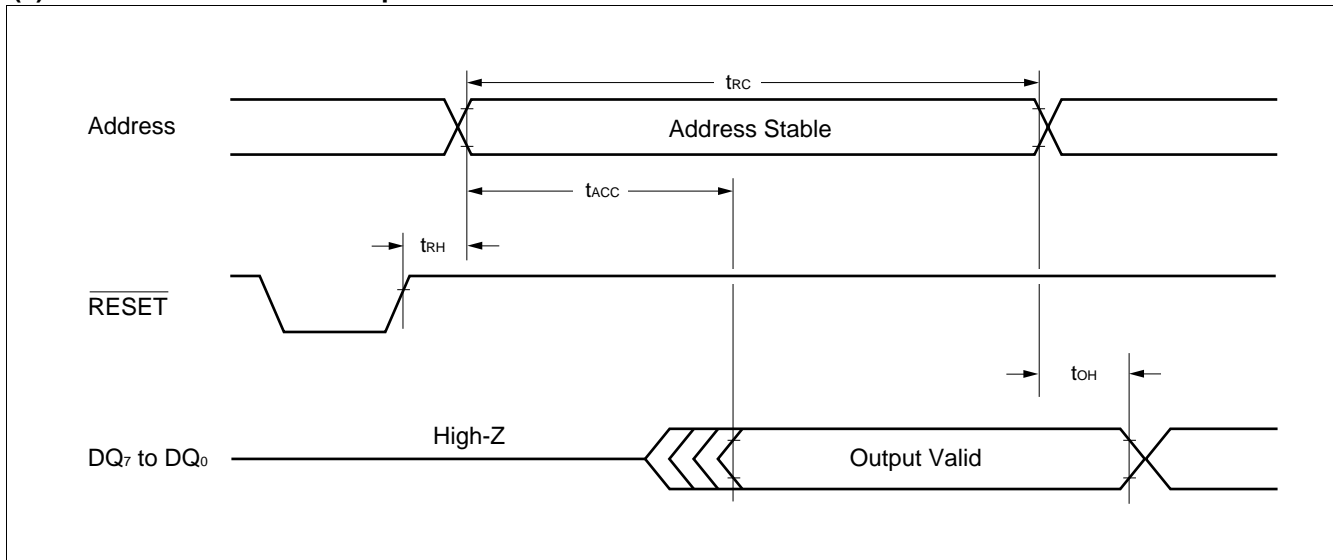 tRC
Address
Address Stable
tACC
tRH
RESET
tOH
High-Z
DQ7 to DQ0
Output Valid